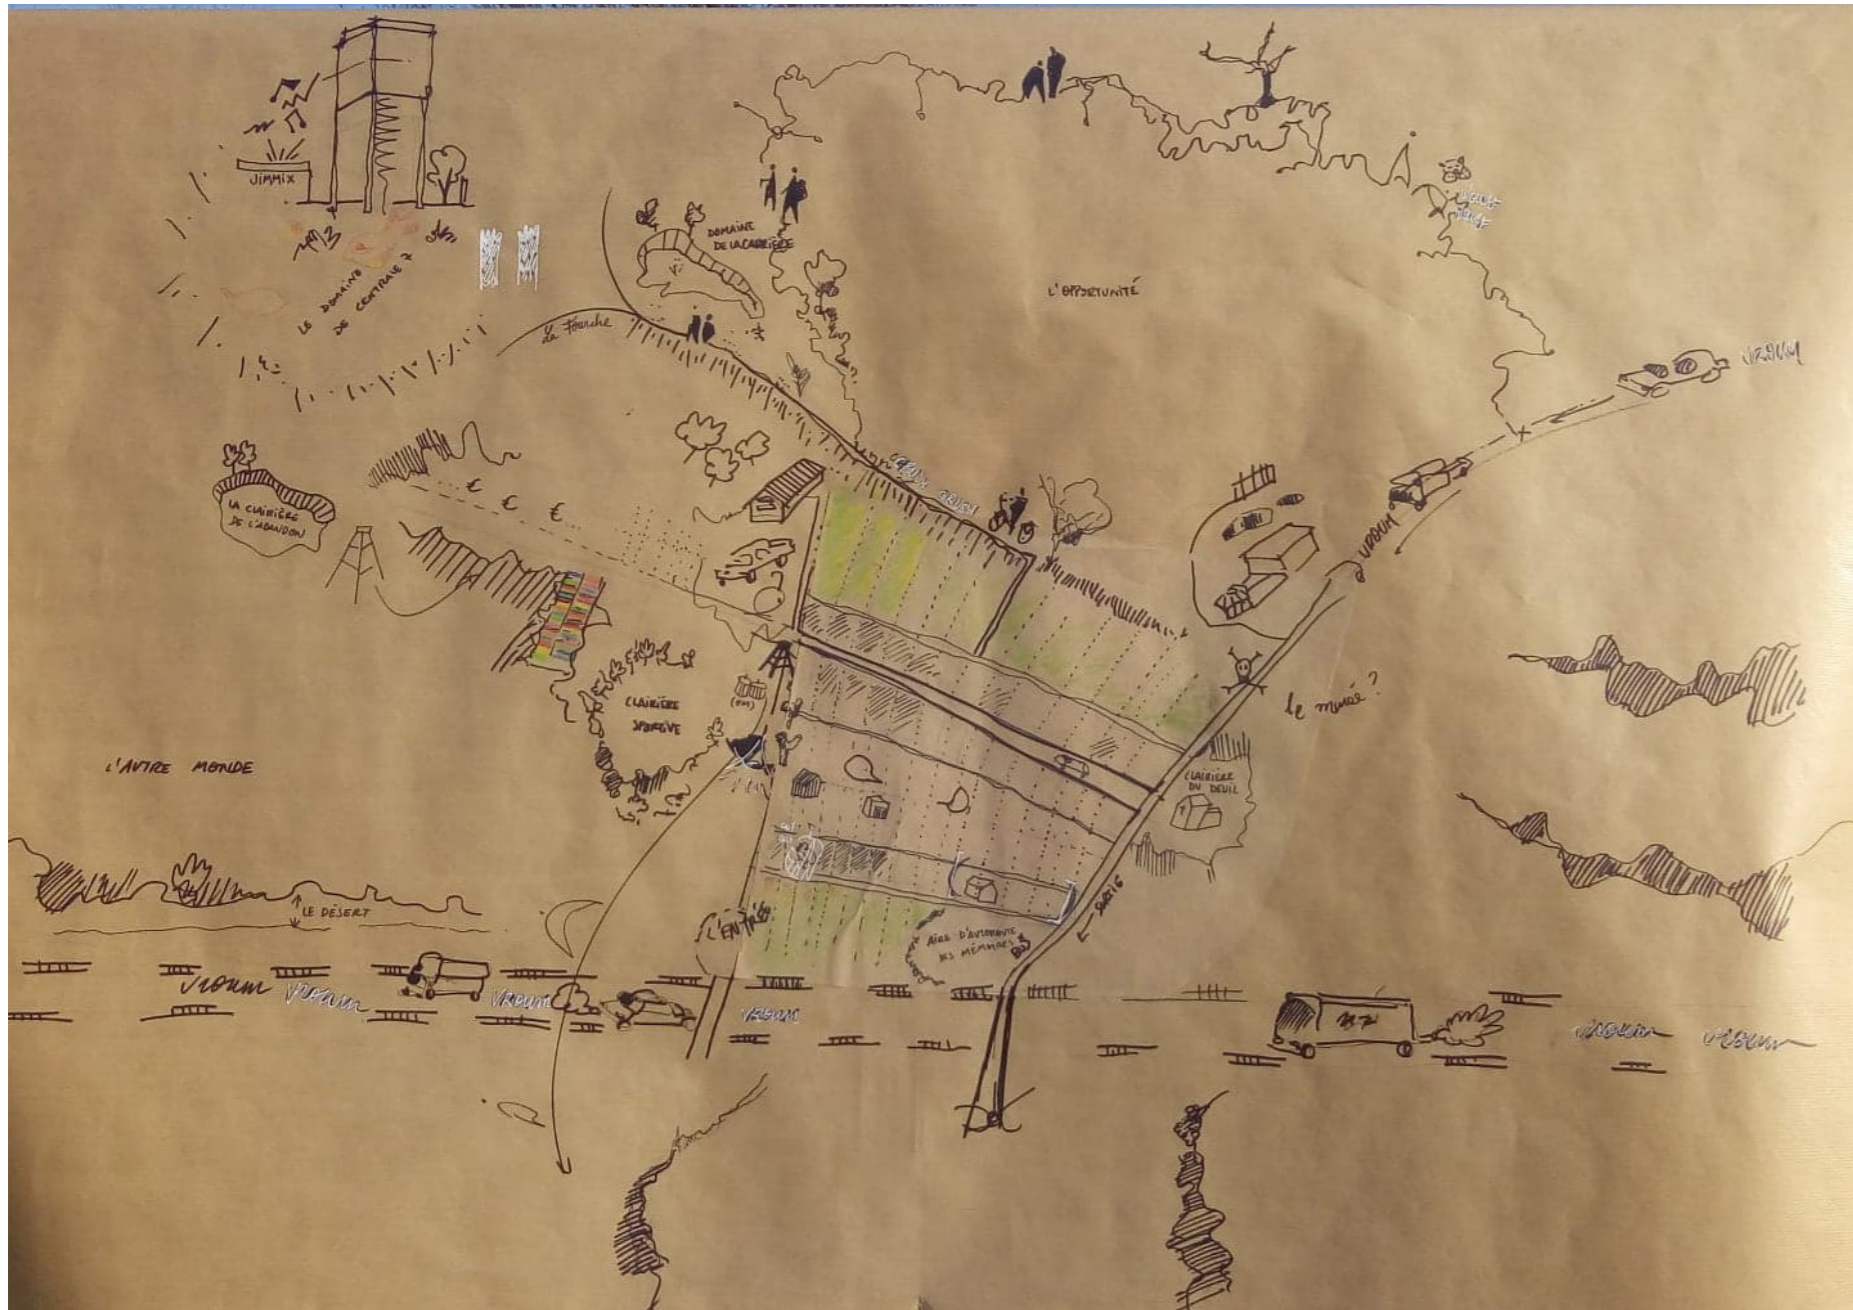 JIMMIX
LE DOMAINE
DE CENTRALE 7
DOMAINE
DE LA CARRIÈRE
La Fourche
L'OPPORTUNITÉ
VROUM
VROUM
LA CLAIRIÈRE
DE L'ABANDON
€ € €
CLAIRIÈRE
SPORTIVE
le musée ?
CLAIRIÈRE
DU DEUIL
L'AUTRE MONDE
LE DÉSERT
L'ENTRÉE
AIRE D'AUTOROUTE
DES MÉMOIRES
VROUM VROUM VROUM VROUM
VROUM VROUM